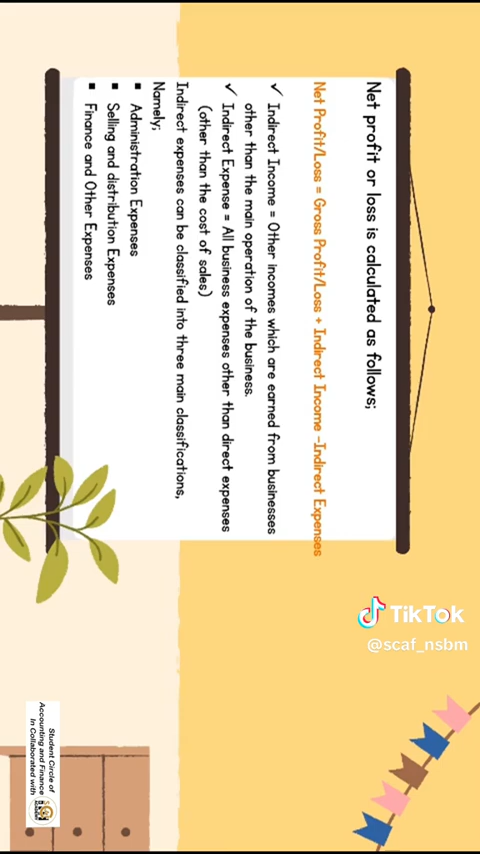 Net profit or loss is calculated as follows;
Net Profit/Loss = Gross Profit/Loss + Indirect Income -Indirect Expenses
✓ Indirect Income = Other incomes which are earned from businesses
other than the main operation of the business.
✓ Indirect Expense = All business expenses other than direct expenses
(other than the cost of sales)
Indirect expenses can be classified into three main classifications,
Namely;
▪ Administration Expenses
▪ Selling and distribution Expenses
▪ Finance and Other Expenses
TikTok
@scaf_nsbm
Student Circle of
Accounting and Finance
In Collaborated with